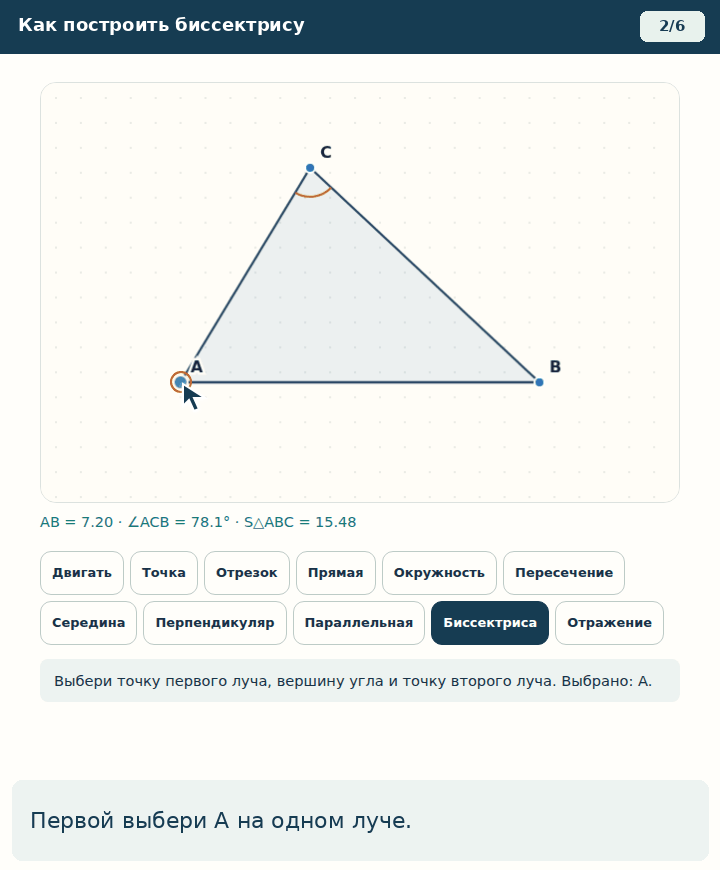 Как построить биссектрису
2/6
C
A
B
AB = 7.20 · ∠ACB = 78.1° · S△ABC = 15.48
Двигать
Точка
Отрезок
Прямая
Окружность
Пересечение
Середина
Перпендикуляр
Параллельная
Биссектриса
Отражение
Выбери точку первого луча, вершину угла и точку второго луча. Выбрано: A.
Первой выбери A на одном луче.